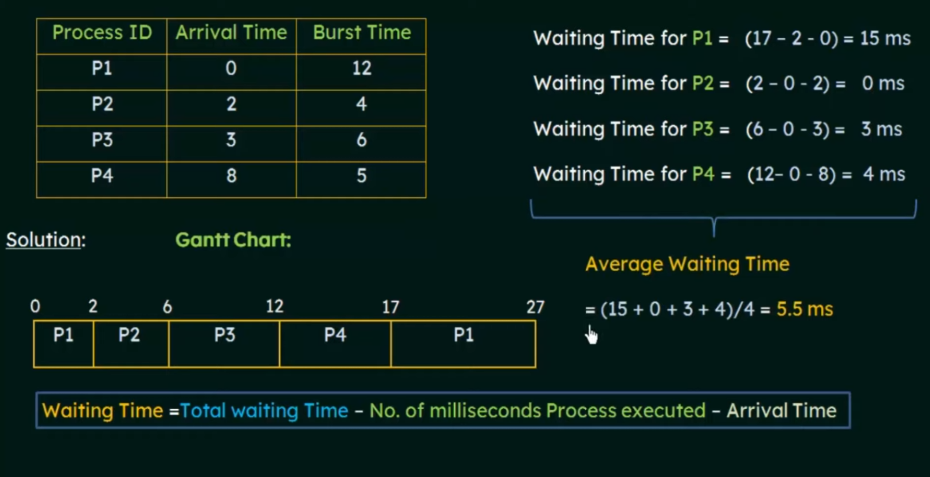 Process ID Arrival Time Burst Time
P1 0 12
P2 2 4
P3 3 6
P4 8 5
Waiting Time for P1 = (17 – 2 - 0) = 15 ms
Waiting Time for P2 = (2 – 0 - 2) = 0 ms
Waiting Time for P3 = (6 – 0 - 3) = 3 ms
Waiting Time for P4 = (12– 0 - 8) = 4 ms
Solution: Gantt Chart:
Average Waiting Time
= (15 + 0 + 3 + 4)/4 = 5.5 ms
0 2 6 12 17 27
P1 P2 P3 P4 P1
Waiting Time =Total waiting Time – No. of milliseconds Process executed – Arrival Time